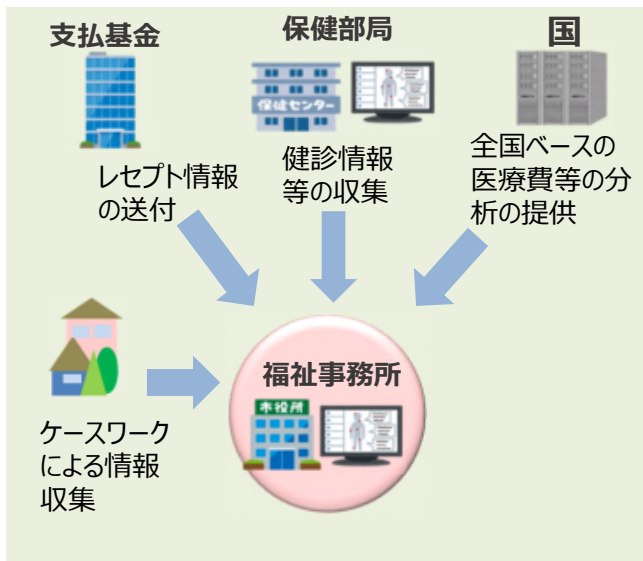 支払基金
保健部局
国
保健センター
レセプト情報
の送付
健診情報
等の収集
全国ベースの
医療費等の分
析の提供
福祉事務所
市役所
ケースワーク
による情報
収集